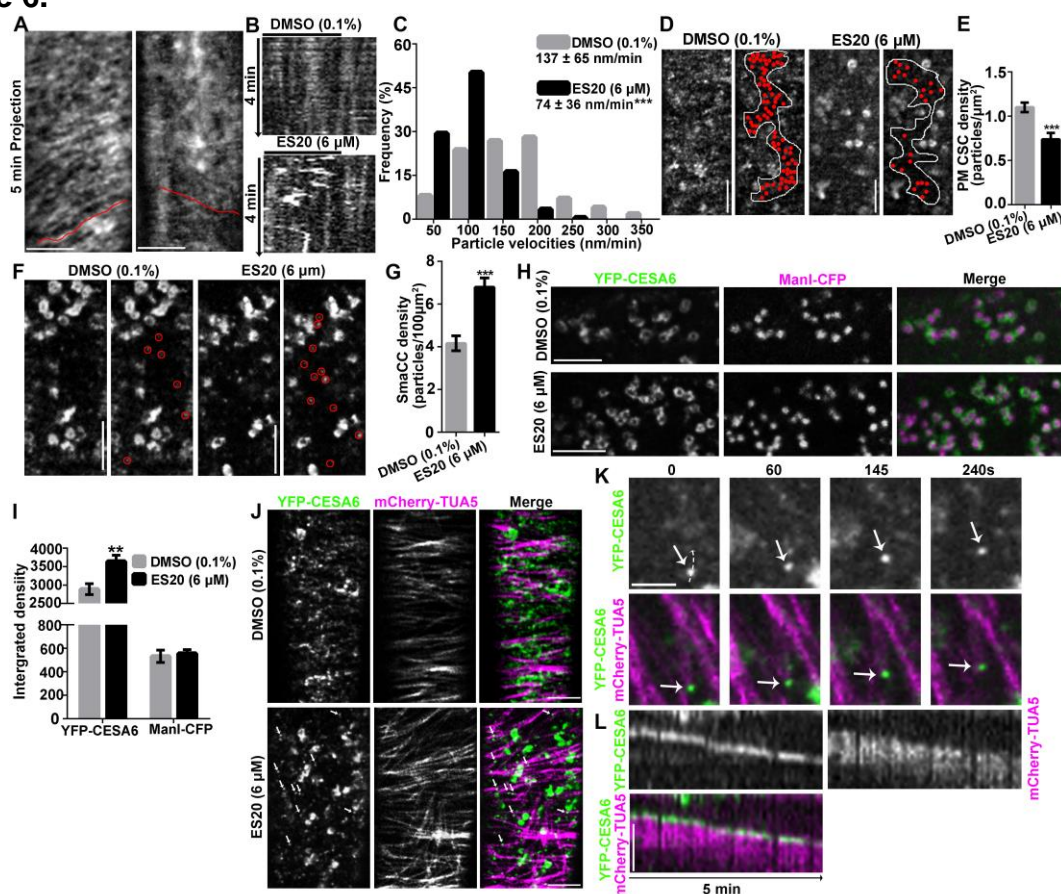 A
5 min Projection
B
DMSO (0.1%)
4 min
ES20 (6 µM)
4 min
C
Frequency (%)
60
45
30
15
0
DMSO (0.1%)
137 ± 65 nm/min
ES20 (6 µM)
74 ± 36 nm/min***
50 100 150 200 250 300 350
Particle velocities (nm/min)
D
DMSO (0.1%) ES20 (6 µM)
E
PM CSC density
(particles/µm²)
1.5
1.0
0.5
0.0
***
DMSO (0.1%)
ES20 (6 µM)
F
DMSO (0.1%) ES20 (6 µm)
G
SmaCC density
(particles/100µm²)
8
6
4
2
0
***
DMSO (0.1%)
ES20 (6 µM)
H
YFP-CESA6 ManI-CFP Merge
DMSO (0.1%)
ES20 (6 µM)
I
Intergrated densiity
4000
3500
3000
2500
800
600
400
200
0
**
DMSO (0.1%)
ES20 (6 µM)
YFP-CESA6 ManI-CFP
J
YFP-CESA6 mCherry-TUA5 Merge
DMSO (0.1%)
ES20 (6 µM)
K
0 60 145 240s
YFP-CESA6
YFP-CESA6
mCherry-TUA5
L
YFP-CESA6
mCherry-TUA5
YFP-CESA6
mCherry-TUA5
5 min